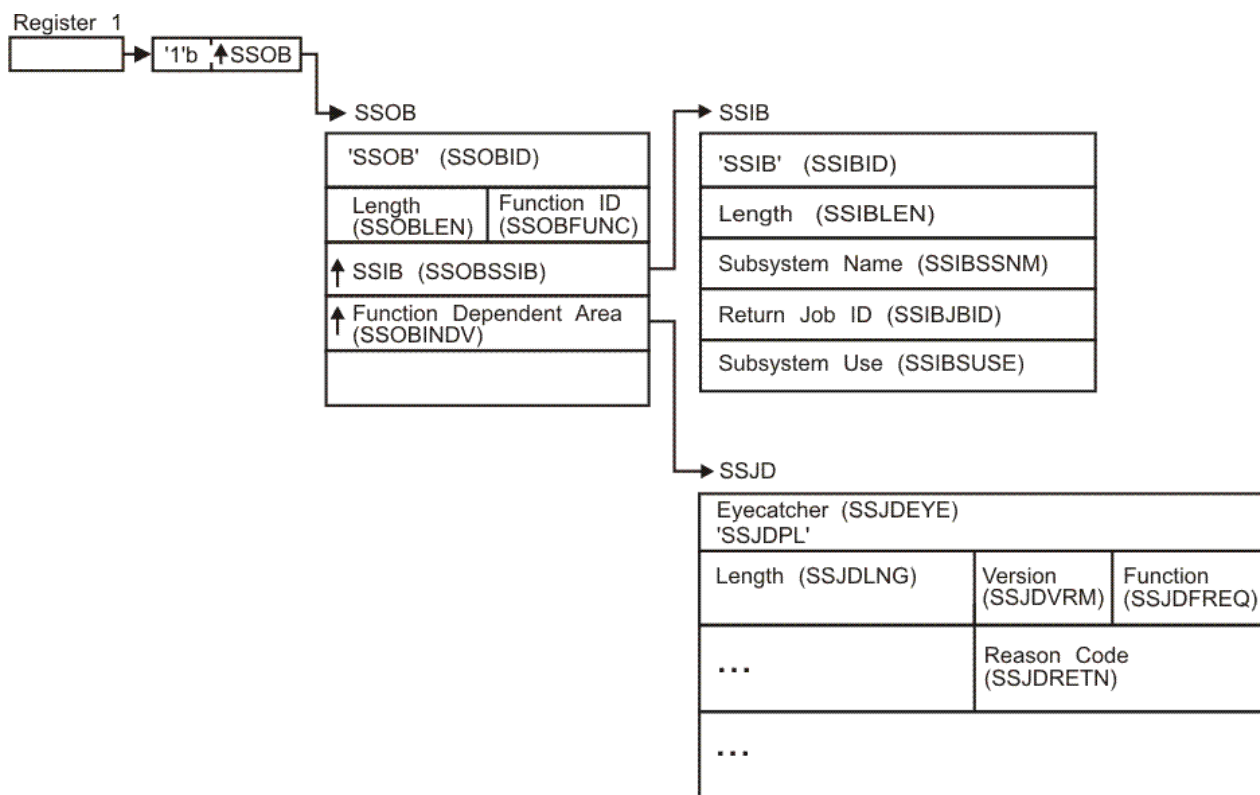 Register 1
'1'b ↑SSOB
SSOB
'SSOB' (SSOBID)
Length
(SSOBLEN)
Function ID
(SSOBFUNC)
↑ SSIB (SSOBSSIB)
↑ Function Dependent Area
(SSOBINDV)
SSIB
'SSIB' (SSIBID)
Length (SSIBLEN)
Subsystem Name (SSIBSSNM)
Return Job ID (SSIBJBID)
Subsystem Use (SSIBSUSE)
SSJD
Eyecatcher (SSJDEYE)
'SSJDPL'
Length (SSJDLNG)
Version
(SSJDVRM)
Function
(SSJDFREQ)
...
Reason Code
(SSJDRETN)
...